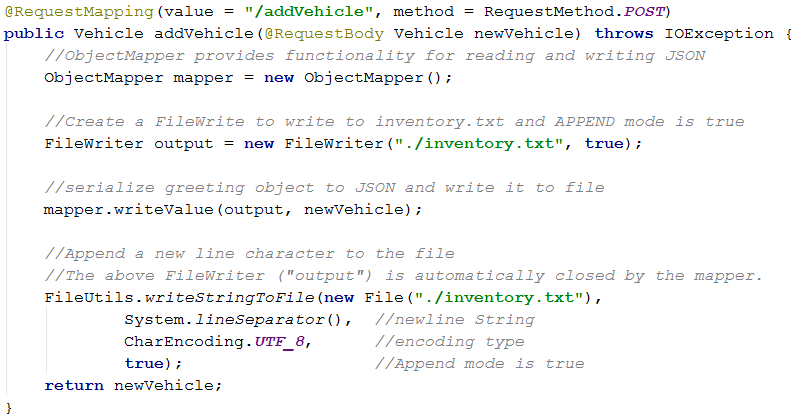 @RequestMapping(value = "/addVehicle", method = RequestMethod.POST)
public Vehicle addVehicle(@RequestBody Vehicle newVehicle) throws IOException {
    //ObjectMapper provides functionality for reading and writing JSON
    ObjectMapper mapper = new ObjectMapper();

    //Create a FileWrite to write to inventory.txt and APPEND mode is true
    FileWriter output = new FileWriter("./inventory.txt", true);

    //serialize greeting object to JSON and write it to file
    mapper.writeValue(output, newVehicle);

    //Append a new line character to the file
    //The above FileWriter ("output") is automatically closed by the mapper.
    FileUtils.writeStringToFile(new File("./inventory.txt"),
            System.lineSeparator(),  //newline String
            CharEncoding.UTF_8,      //encoding type
            true);                   //Append mode is true
    return newVehicle;
}